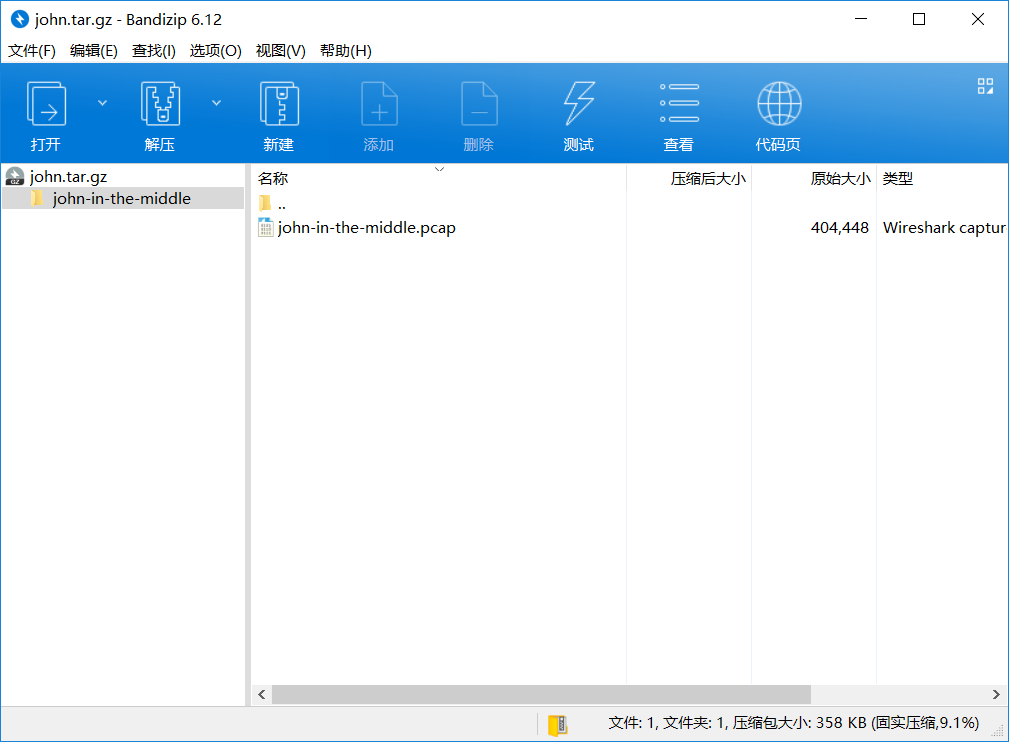 john.tar.gz - Bandizip 6.12
文件(F) 编辑(E) 查找(I) 选项(O) 视图(V) 帮助(H)
打开 解压 新建 添加 删除 测试 查看 代码页
john.tar.gz
john-in-the-middle
名称 压缩后大小 原始大小 类型
..
john-in-the-middle.pcap 404,448 Wireshark captur
文件: 1, 文件夹: 1, 压缩包大小: 358 KB (固实压缩,9.1%)